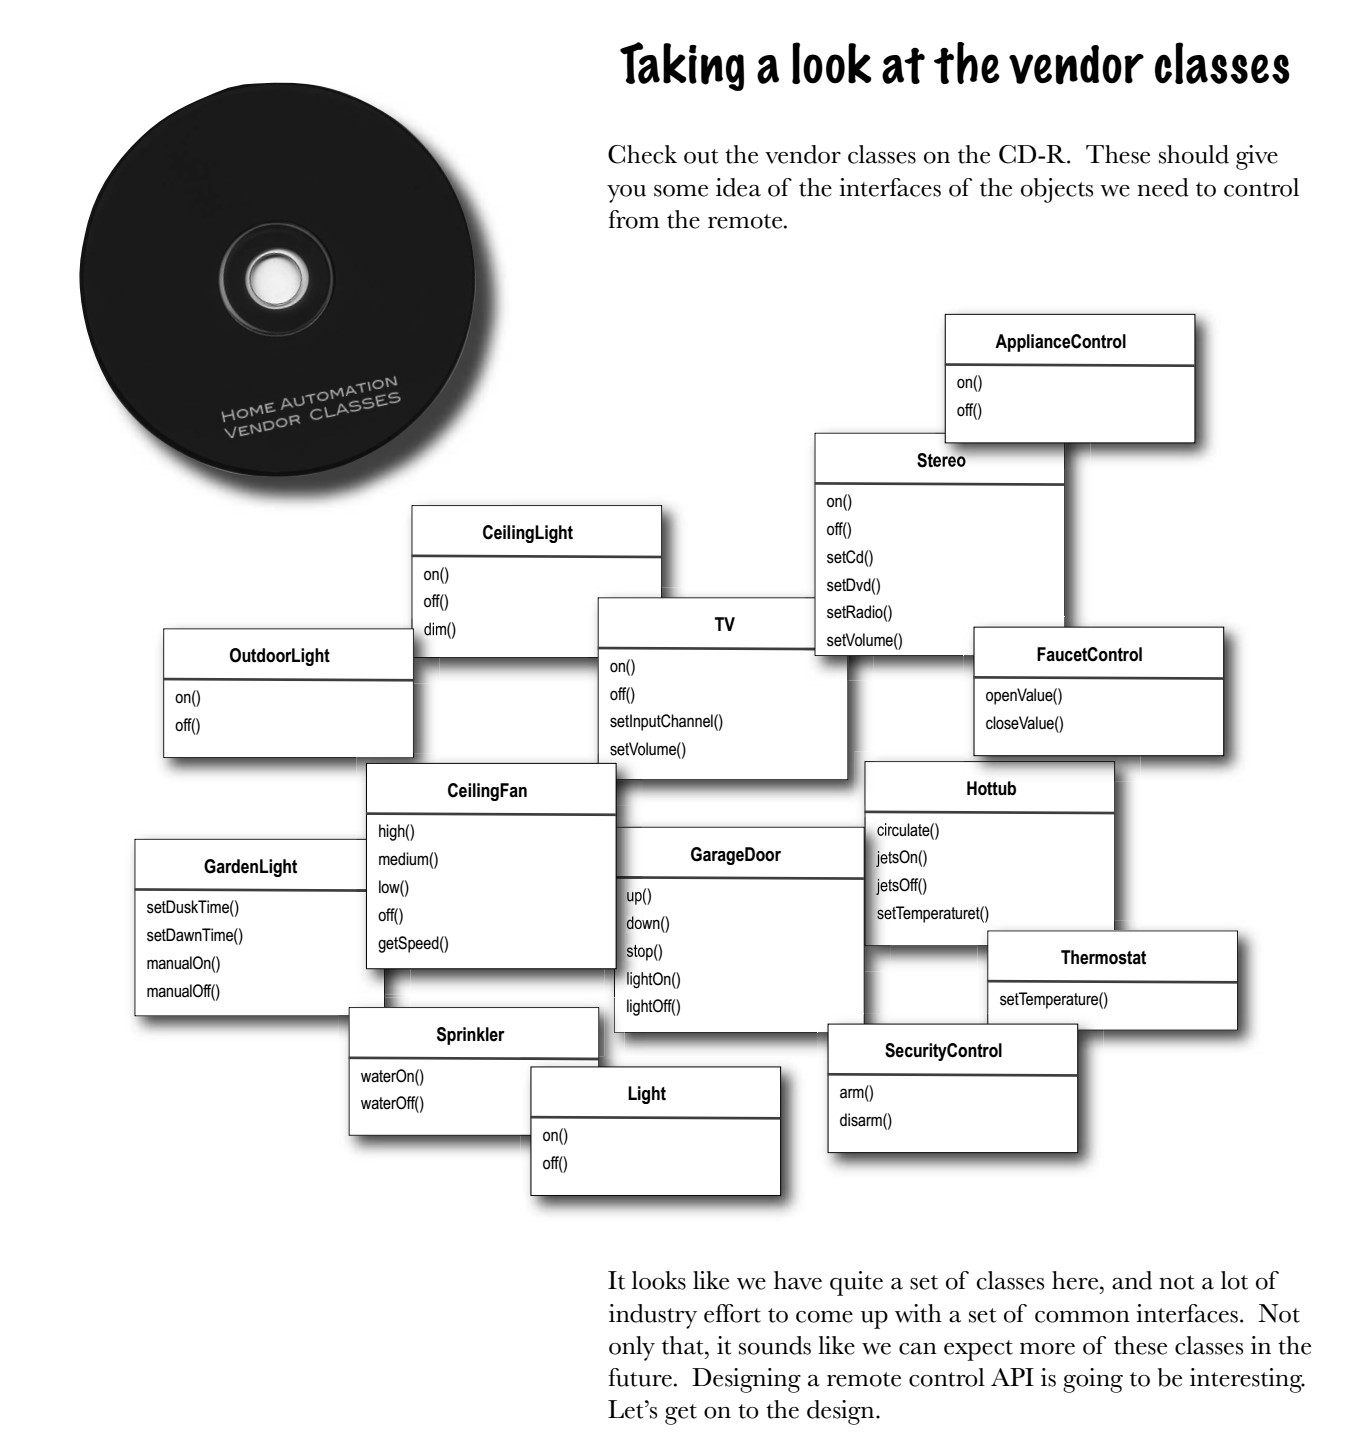 Taking a look at the vendor classes
Check out the vendor classes on the CD-R. These should give
you some idea of the interfaces of the objects we need to control
from the remote.
HOME AUTOMATION
VENDOR CLASSES
ApplianceControl
on()
off()
Stereo
on()
off()
setCd()
setDvd()
setRadio()
setVolume()
CeilingLight
on()
off()
dim()
TV
on()
off()
setInputChannel()
setVolume()
OutdoorLight
on()
off()
FaucetControl
openValue()
closeValue()
CeilingFan
high()
medium()
low()
off()
getSpeed()
Hottub
circulate()
jetsOn()
jetsOff()
setTemperaturet()
GardenLight
setDuskTime()
setDawnTime()
manualOn()
manualOff()
GarageDoor
up()
down()
stop()
lightOn()
lightOff()
Thermostat
setTemperature()
Sprinkler
waterOn()
waterOff()
Light
on()
off()
SecurityControl
arm()
disarm()
It looks like we have quite a set of classes here, and not a lot of
industry effort to come up with a set of common interfaces. Not
only that, it sounds like we can expect more of these classes in the
future. Designing a remote control API is going to be interesting.
Let's get on to the design.